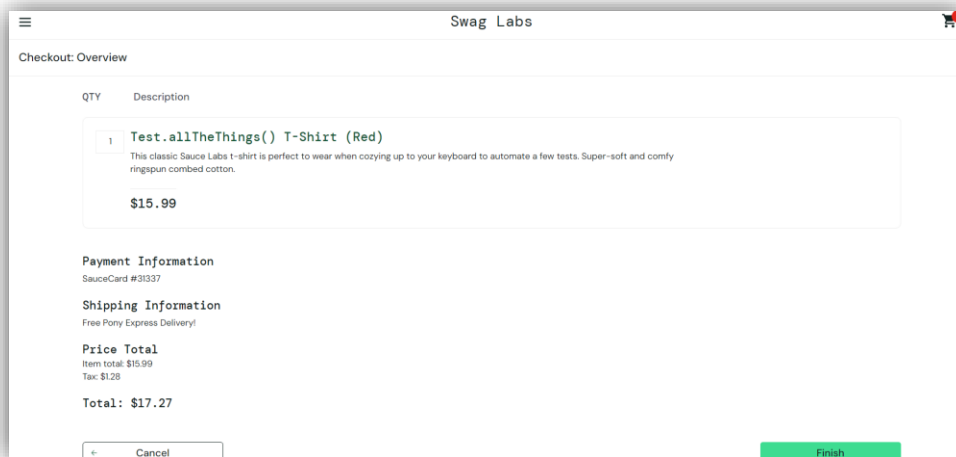 Swag Labs
Checkout: Overview
QTY Description
1 Test.allTheThings() T-Shirt (Red)
This classic Sauce Labs t-shirt is perfect to wear when cozying up to your keyboard to automate a few tests. Super-soft and comfy
ringspun combed cotton.
$15.99
Payment Information
SauceCard #31337
Shipping Information
Free Pony Express Delivery!
Price Total
Item total: $15.99
Tax: $1.28
Total: $17.27
Cancel Finish